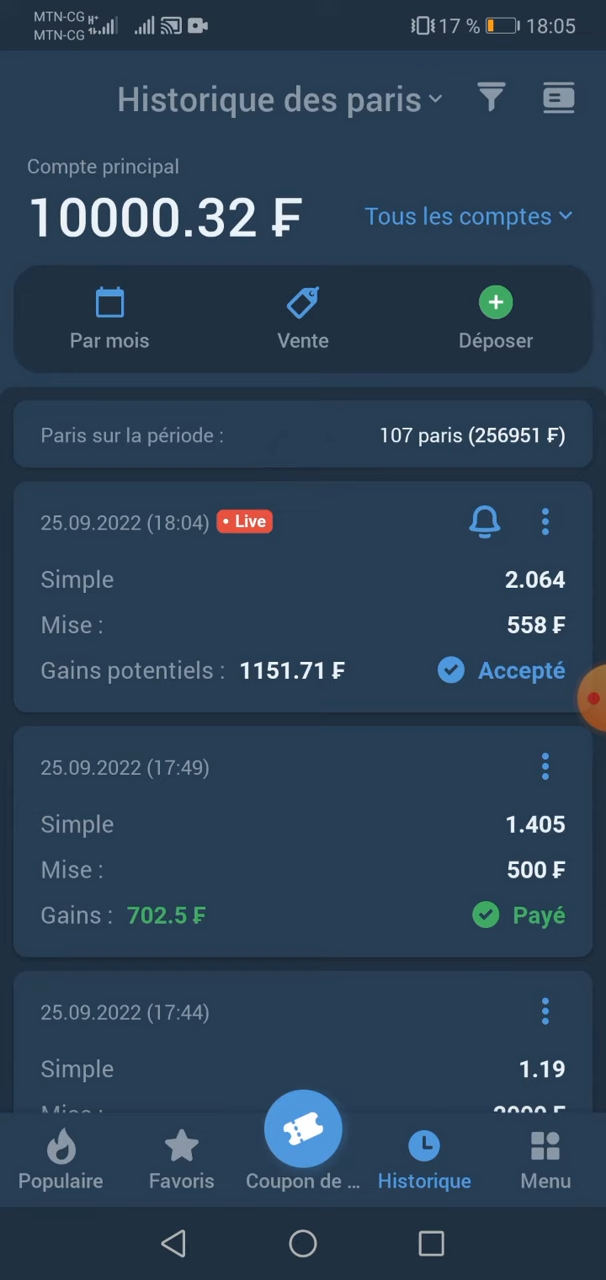 MTN-CG H+ 17 % 18:05
MTN-CG
Historique des paris
Compte principal
10000.32 ₣
Tous les comptes
Par mois
Vente
Déposer
Paris sur la période : 107 paris (256951 ₣)
25.09.2022 (18:04) • Live
Simple 2.064
Mise : 558 ₣
Gains potentiels : 1151.71 ₣ Accepté
25.09.2022 (17:49)
Simple 1.405
Mise : 500 ₣
Gains : 702.5 ₣ Payé
25.09.2022 (17:44)
Simple 1.19
Mise :
Populaire
Favoris
Coupon de ...
Historique
Menu